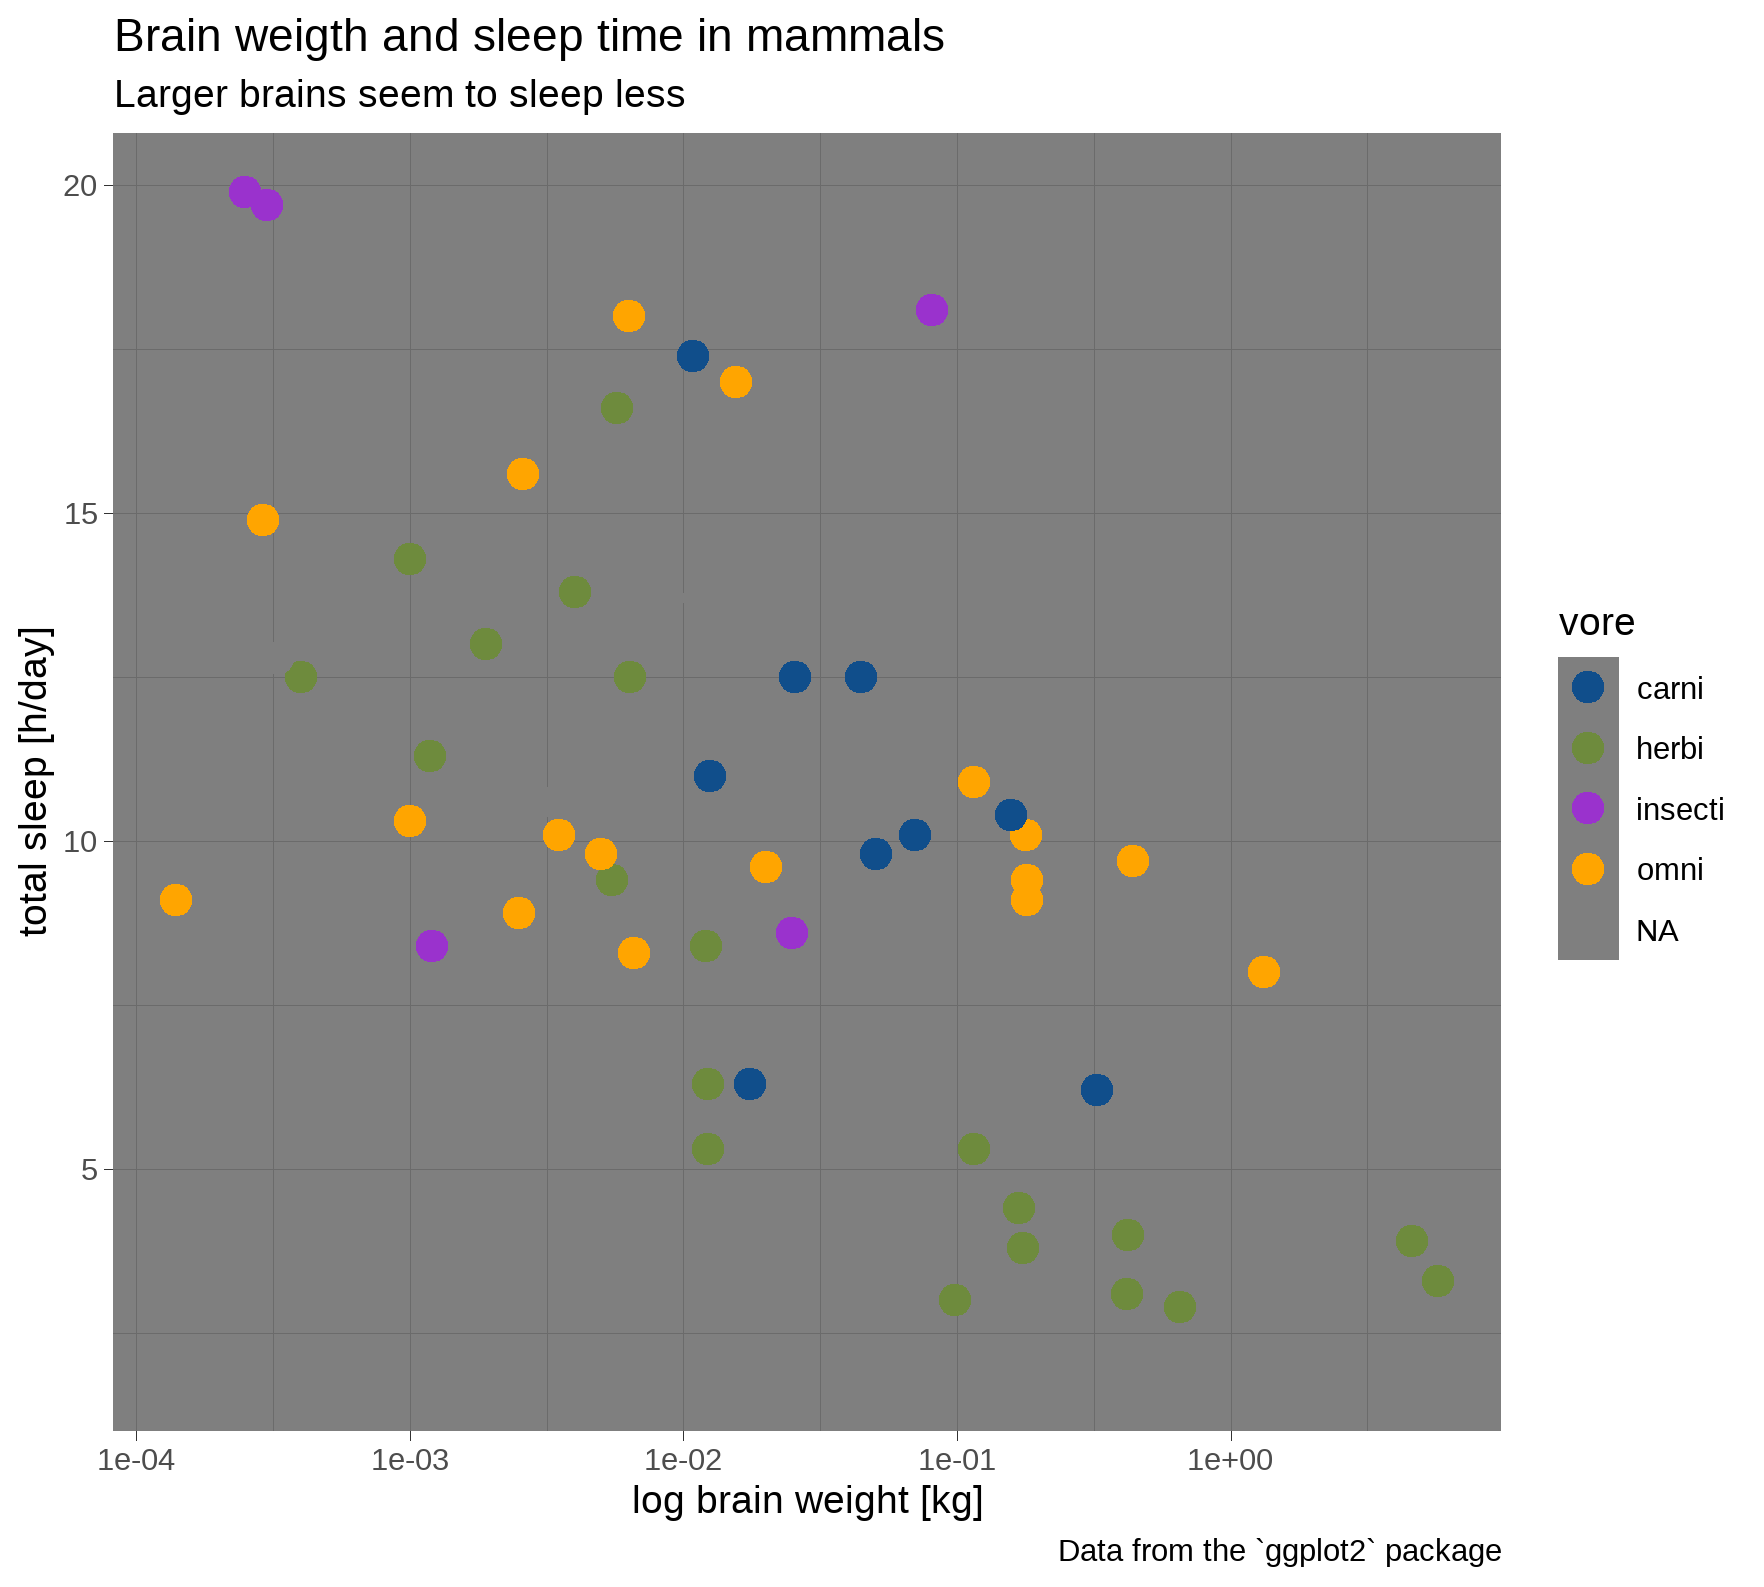 Brain weigth and sleep time in mammals
Larger brains seem to sleep less
total sleep [h/day]
20
15
10
5
1e-04 1e-03 1e-02 1e-01 1e+00
log brain weight [kg]
vore
carni
herbi
insecti
omni
NA
Data from the `ggplot2` package